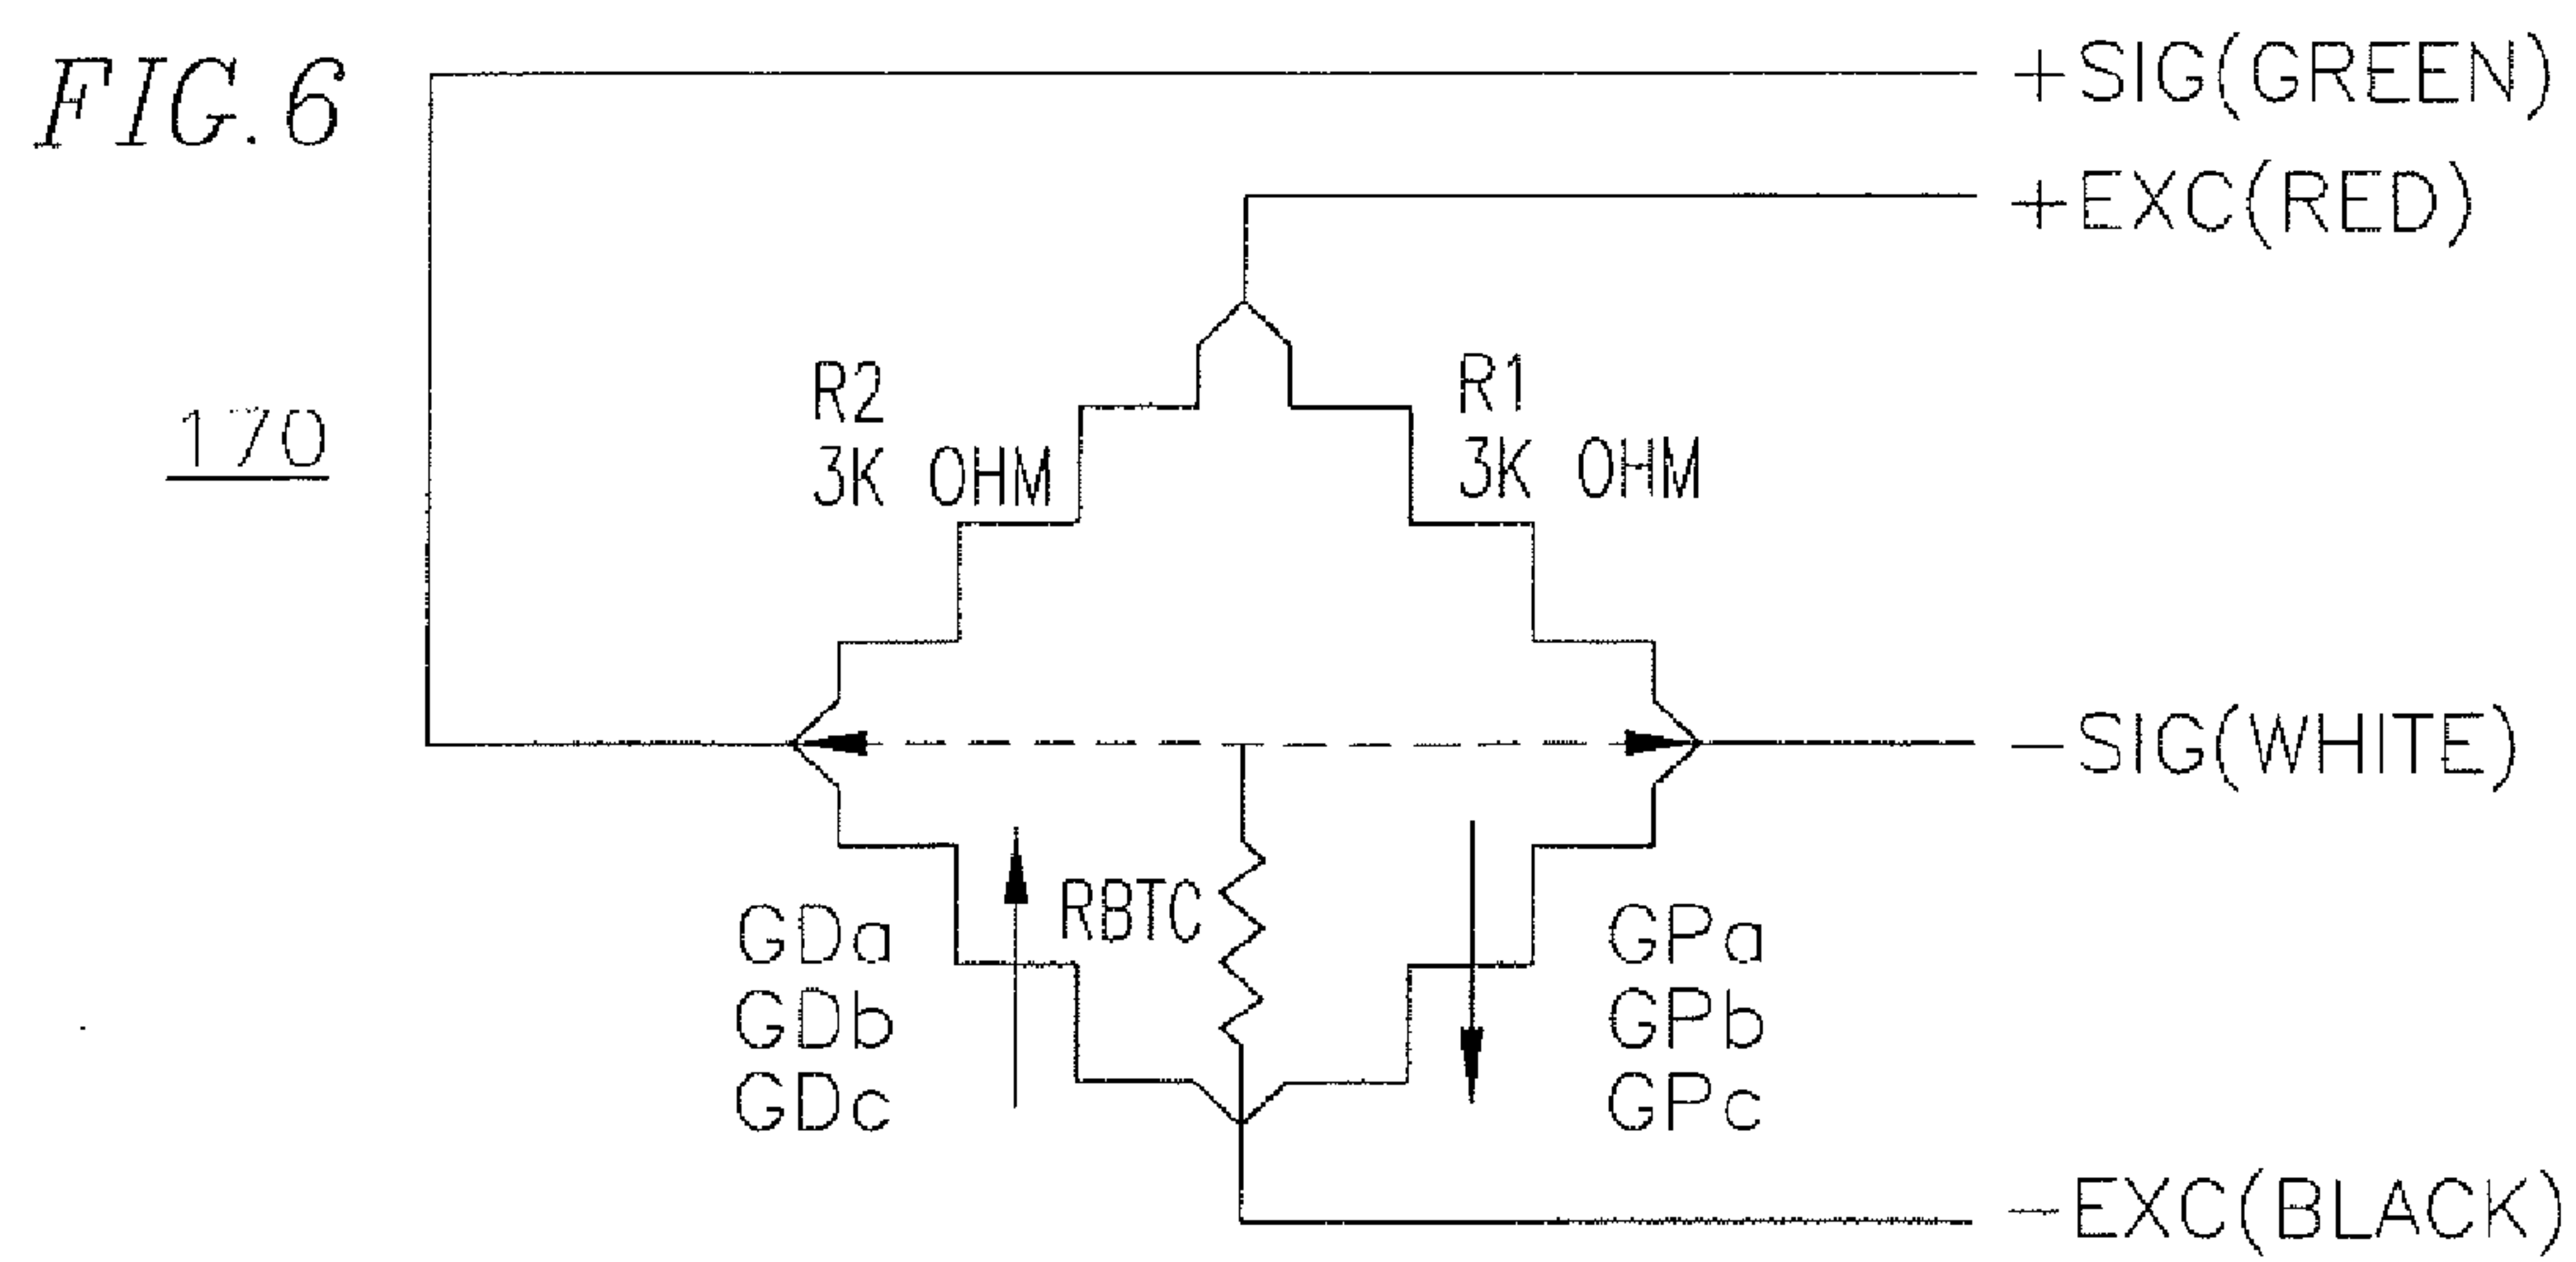 FIG.6
+SIG(GREEN)
+EXC(RED)
R2
3K OHM
R1
3K OHM
170
-SIG(WHITE)
RBTC
GDa
GDb
GDc
GPa
GPb
GPc
-EXC(BLACK)